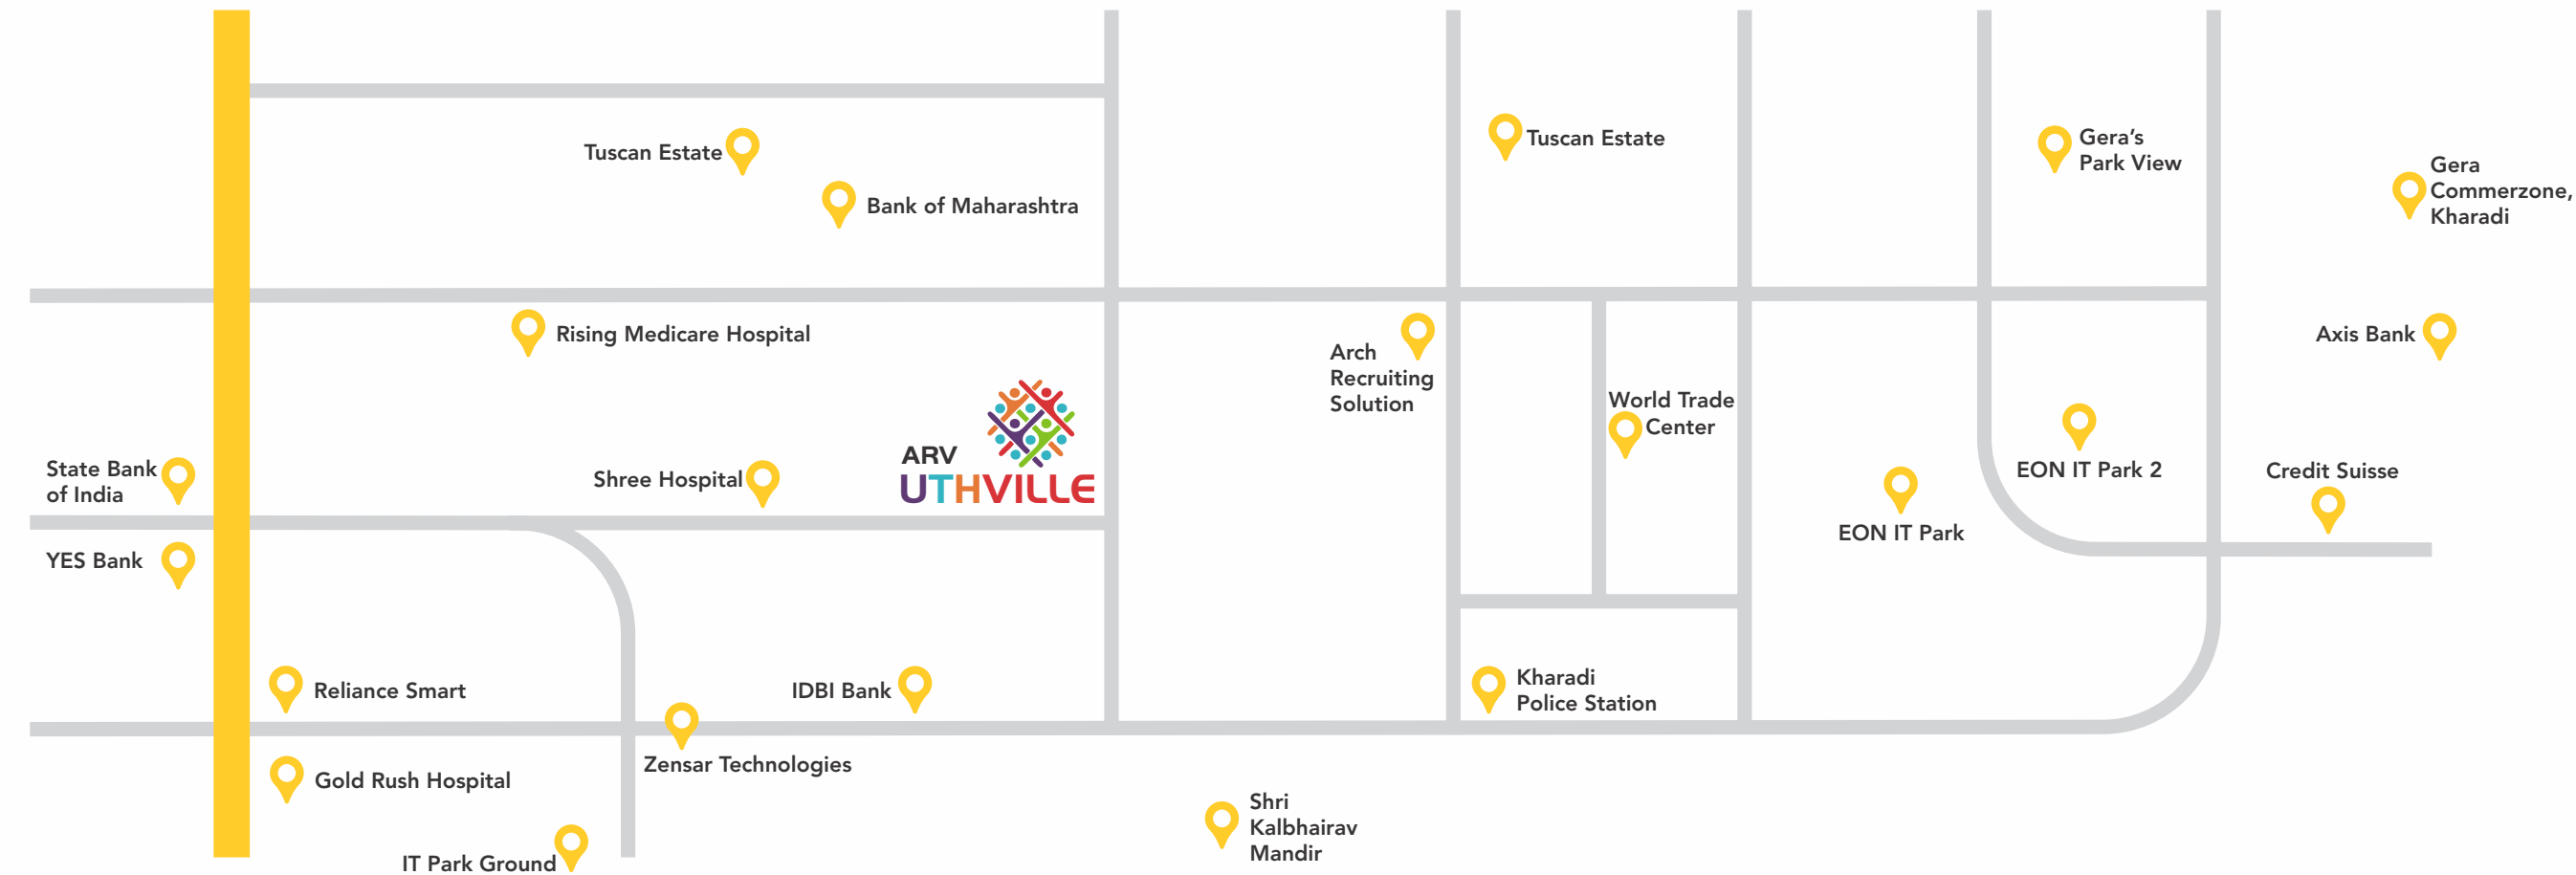 Tuscan Estate
Bank of Maharashtra
Tuscan Estate
Gera’s
Park View
Gera
Commerzone,
Kharadi
Rising Medicare Hospital
Arch
Recruiting
Solution
World Trade
Center
Axis Bank
State Bank
of India
Shree Hospital
ARV
UTHVILLE
EON IT Park
EON IT Park 2
Credit Suisse
YES Bank
Reliance Smart
IDBI Bank
Kharadi
Police Station
Zensar Technologies
Gold Rush Hospital
IT Park Ground
Shri
Kalbhairav
Mandir